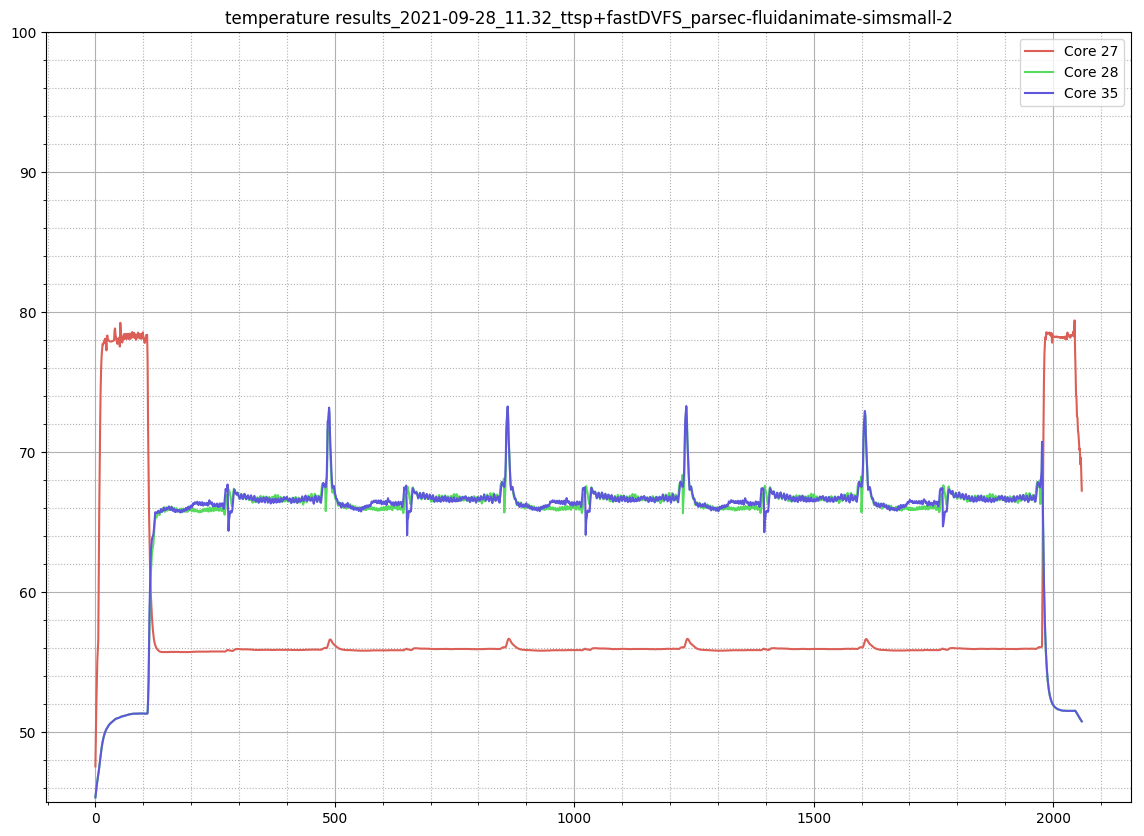 temperature results_2021-09-28_11.32_ttsp+fastDVFS_parsec-fluidanimate-simsmall-2
100
90
80
70
60
50
0
500
1000
1500
2000
Core 27
Core 28
Core 35